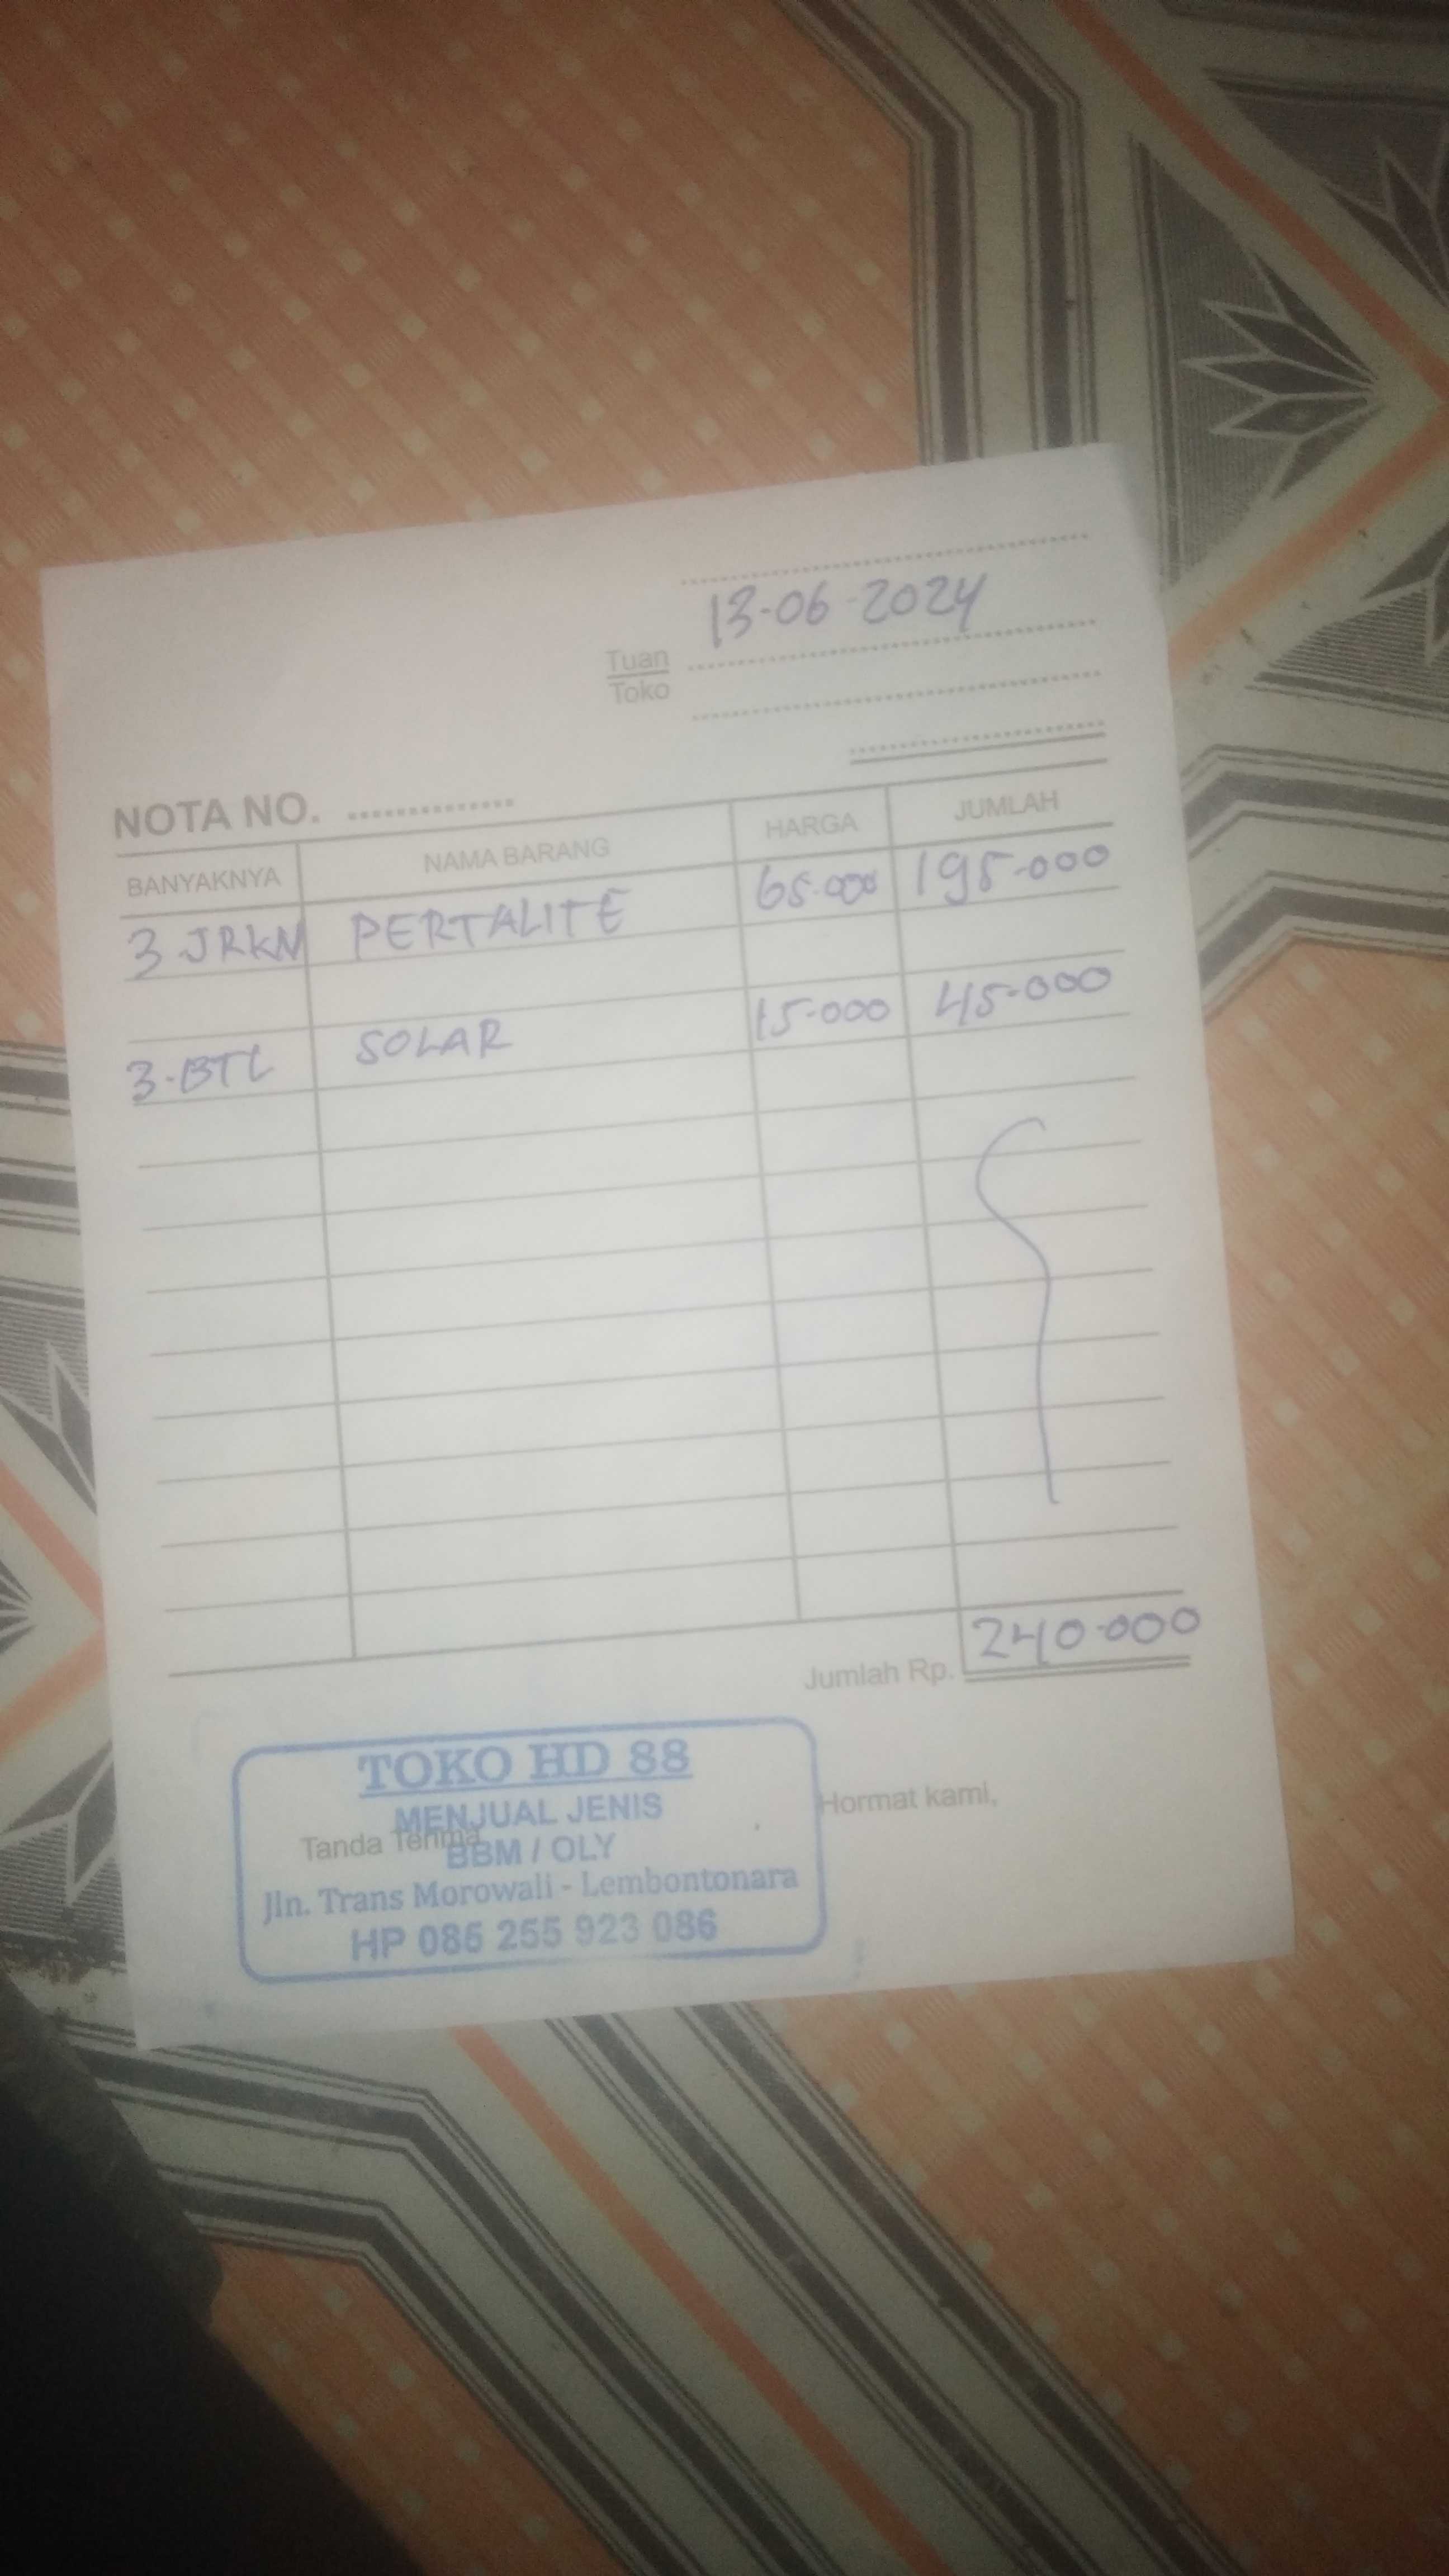 13-06-2024
Tuan
Toko
NOTA NO. ...............
BANYAKNYA NAMA BARANG HARGA JUMLAH
3 JRKN PERTALITE 65.000 195.000
3-BTL SOLAR 15.000 45.000
Jumlah Rp. 240.000
TOKO HD 88
MENJUAL JENIS
Tanda Terima
BBM / OLY
Hormat kami,
Jln. Trans Morowali - Lembontonara
HP 085 255 923 086